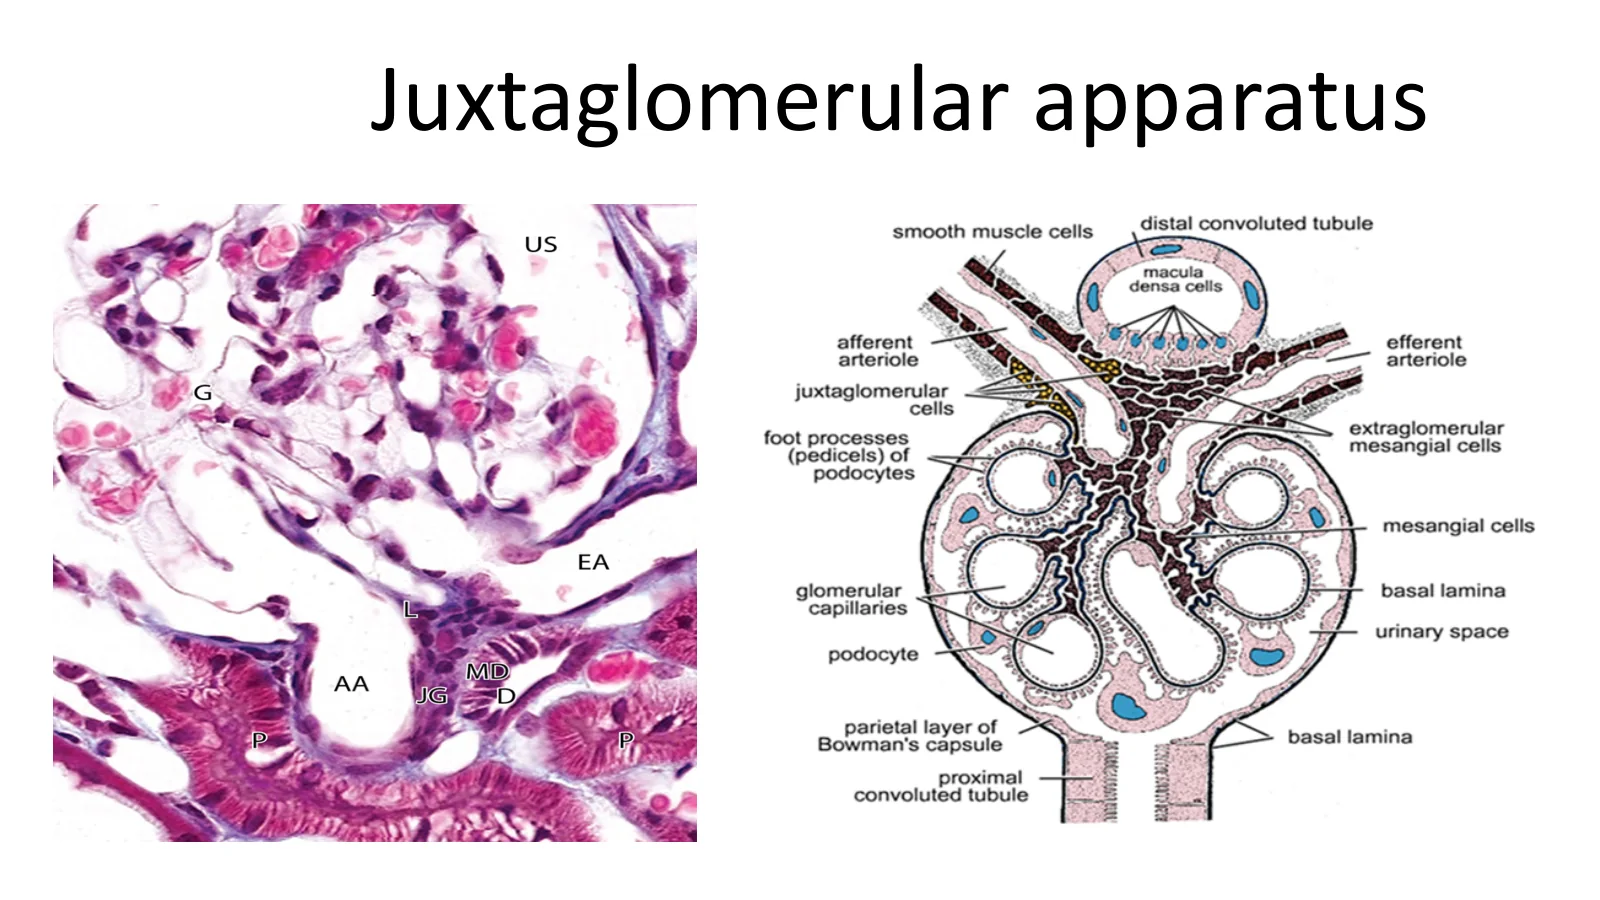 Juxtaglomerular apparatus
US
G
EA
L
MD
AA
JG
D
P
P
distal convoluted tubule
smooth muscle cells
macula
densa cells
afferent
arteriole
efferent
arteriole
juxtaglomerular
cells
extraglomerular
mesangial cells
foot processes
(pedicels) of
podocytes
mesangial cells
glomerular
capillaries
basal lamina
urinary space
podocyte
parietal layer of
Bowman's capsule
basal lamina
proximal
convoluted tubule